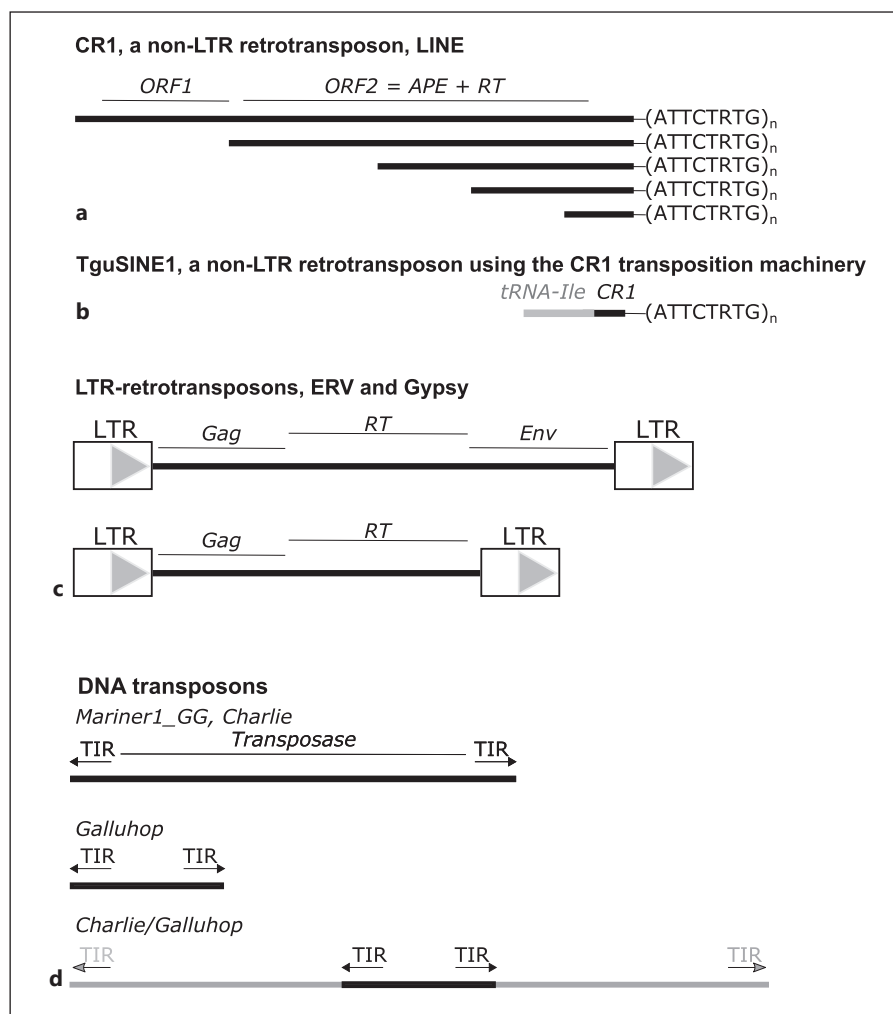 CR1, a non-LTR retrotransposon, LINE
ORF1 ORF2 = APE + RT
(ATTCTRTG)n
(ATTCTRTG)n
(ATTCTRTG)n
(ATTCTRTG)n
a (ATTCTRTG)n
TguSINE1, a non-LTR retrotransposon using the CR1 transposition machinery
tRNA-Ile CR1
b (ATTCTRTG)n
LTR-retrotransposons, ERV and Gypsy
LTR Gag RT Env LTR
LTR Gag RT LTR
c
DNA transposons
Mariner1_GG, Charlie
TIR Transposase TIR
Galluhop
TIR TIR
Charlie/Galluhop
TIR TIR TIR TIR
d